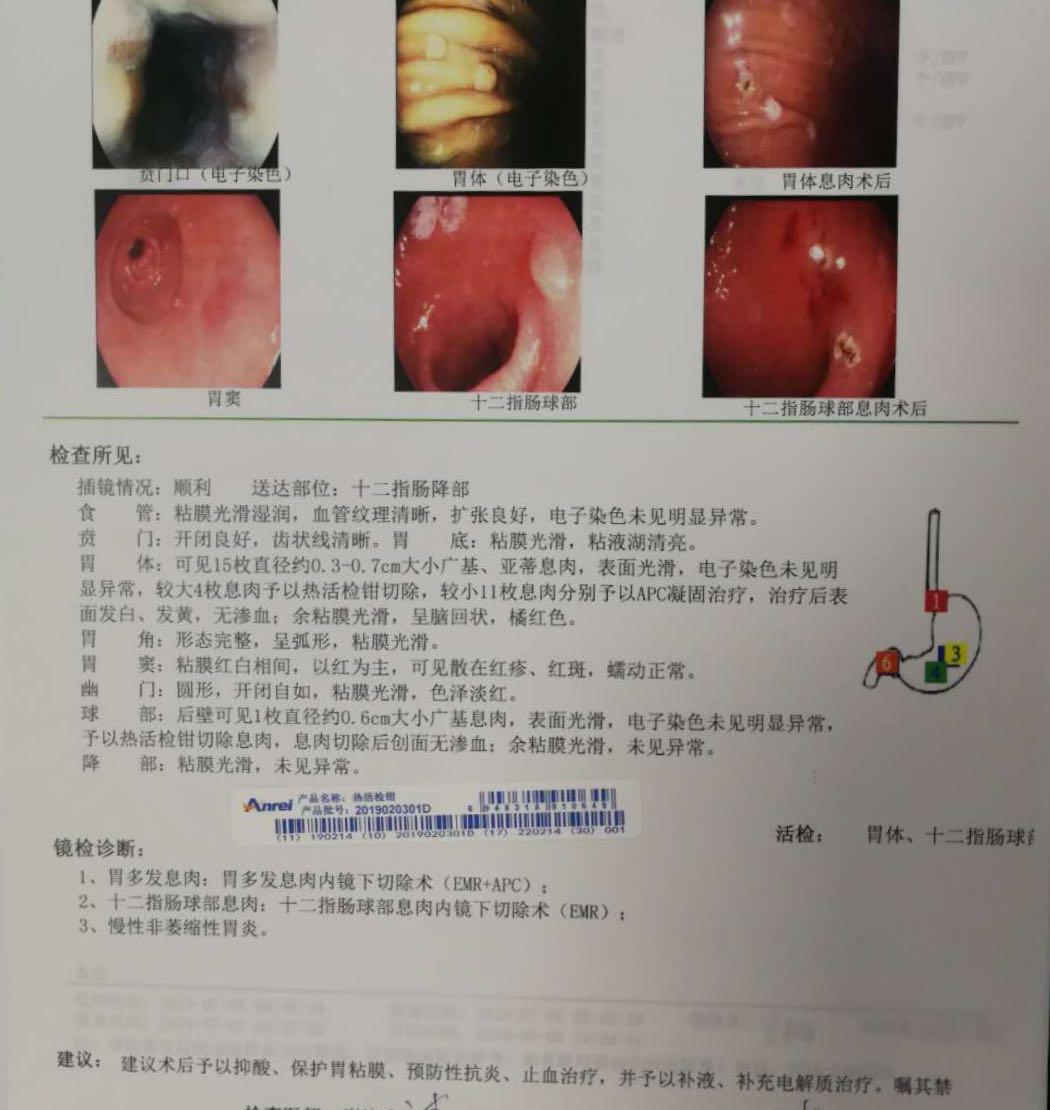 贲门口（电子染色）
胃体（电子染色）
胃体息肉术后
胃窦
十二指肠球部
十二指肠球部息肉术后
检查所见：
插镜情况：顺利 送达部位：十二指肠降部
食 管：粘膜光滑湿润，血管纹理清晰，扩张良好，电子染色未见明显异常。
贲 门：开闭良好，齿状线清晰。胃 底：粘膜光滑，粘液湖清亮。
胃 体：可见15枚直径约0.3-0.7cm大小广基、亚蒂息肉，表面光滑，电子染色未见明
显异常，较大4枚息肉予以热活检钳切除，较小11枚息肉分别予以APC凝固治疗，治疗后表
面发白、发黄，无渗血；余粘膜光滑，呈脑回状，橘红色。
胃 角：形态完整，呈弧形，粘膜光滑。
胃 窦：粘膜红白相间，以红为主，可见散在红疹、红斑，蠕动正常。
幽 门：圆形，开闭自如，粘膜光滑，色泽淡红。
球 部：后壁可见1枚直径约0.6cm大小广基息肉，表面光滑，电子染色未见明显异常，
予以热活检钳切除息肉，息肉切除后创面无渗血；余粘膜光滑，未见异常。
降 部：粘膜光滑，未见异常。
1
3
4
6
Anrei 产品名称：热活检钳
产品批号：2019020301D
(11) 190214 (10) 2019020301D (17) 220214 (30) 001
活检： 胃体、十二指肠球
镜检诊断：
1、胃多发息肉：胃多发息肉内镜下切除术（EMR+APC）；
2、十二指肠球部息肉：十二指肠球部息肉内镜下切除术（EMR）；
3、慢性非萎缩性胃炎。
建议： 建议术后予以抑酸、保护胃粘膜、预防性抗炎、止血治疗，并予以补液、补充电解质治疗。嘱其禁